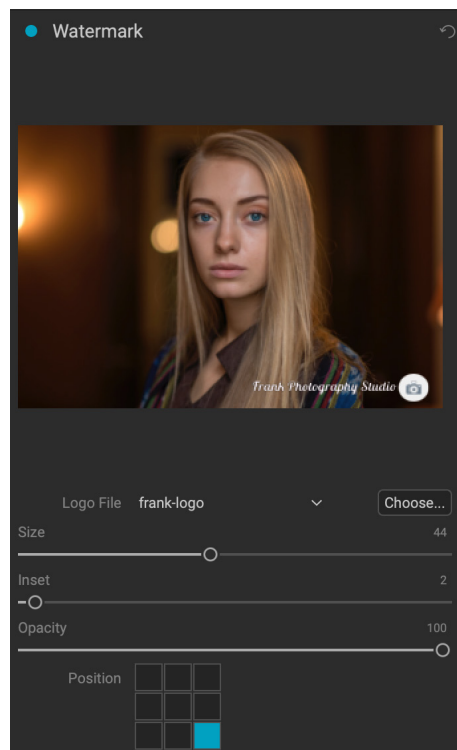 Watermark
Frank Photography Studio
Logo File frank-logo Choose...
Size 44
Inset 2
Opacity 100
Position